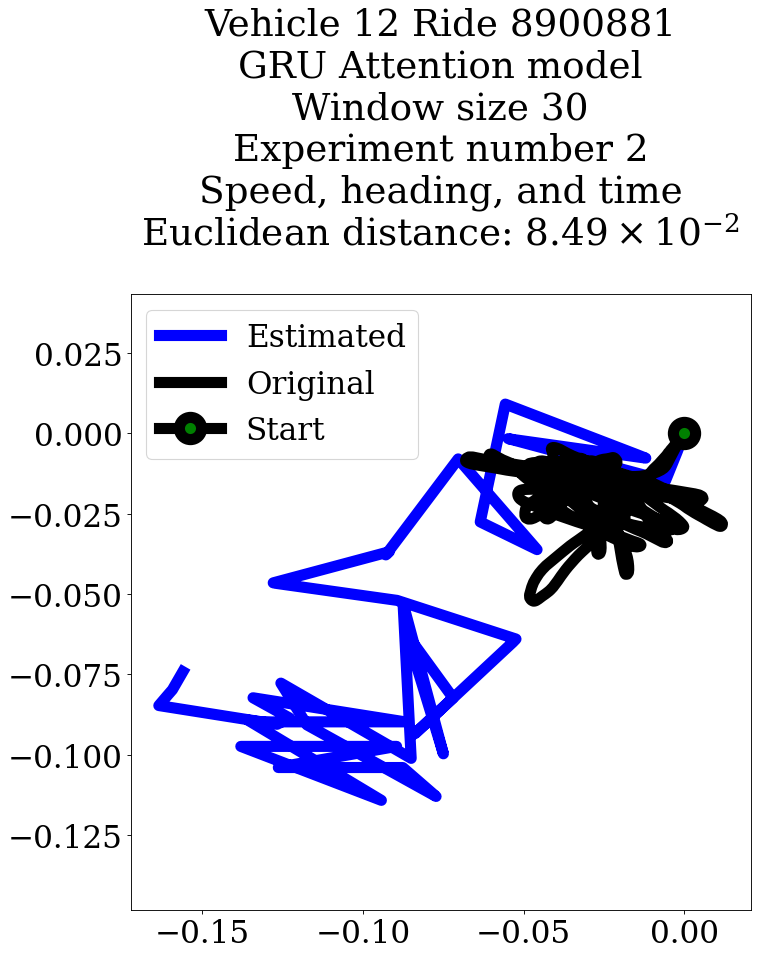 Vehicle 12 Ride 8900881
GRU Attention model
Window size 30
Experiment number 2
Speed, heading, and time
Euclidean distance: 8.49 × 10⁻²
Estimated
Original
Start
0.025
0.000
−0.025
−0.050
−0.075
−0.100
−0.125
−0.15 −0.10 −0.05 0.00